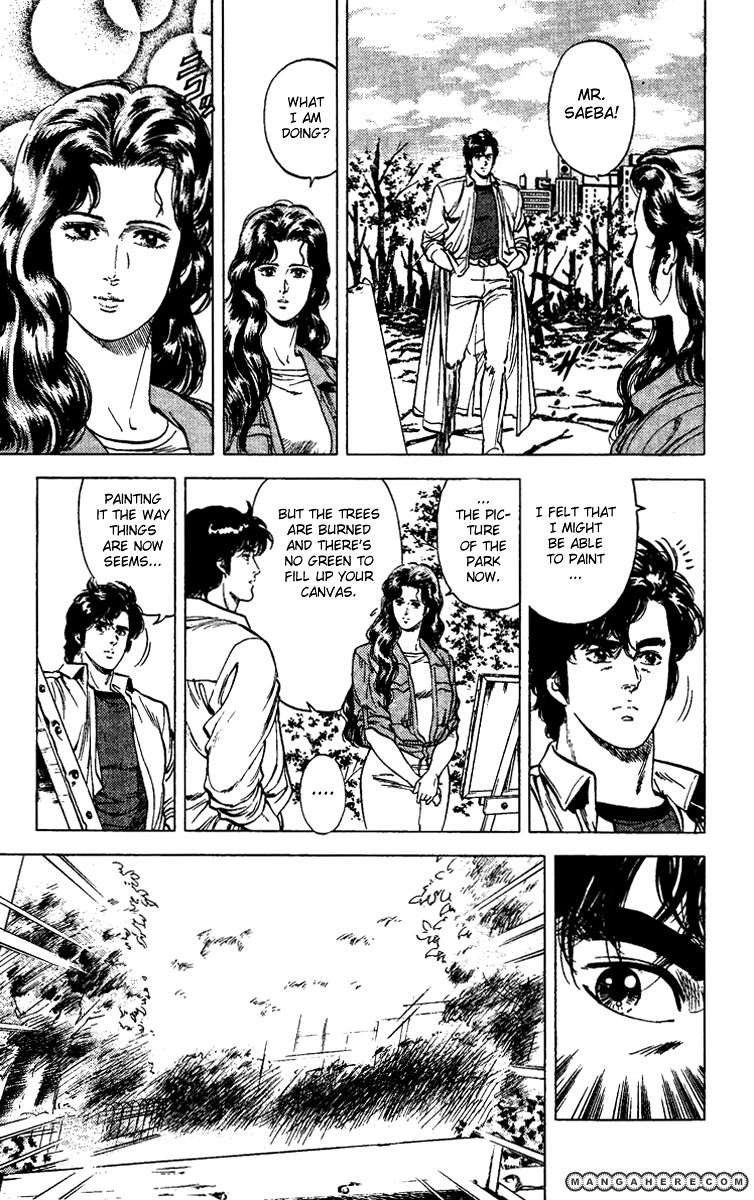 MR.
SAEBA!
WHAT
I AM
DOING?
I FELT THAT
I MIGHT
BE ABLE
TO PAINT
...
...
THE PIC-
TURE
OF THE
PARK
NOW.
BUT THE TREES
ARE BURNED
AND THERE'S
NO GREEN TO
FILL UP YOUR
CANVAS.
....
PAINTING
IT THE WAY
THINGS
ARE NOW
SEEMS...
MANGAHERE.COM